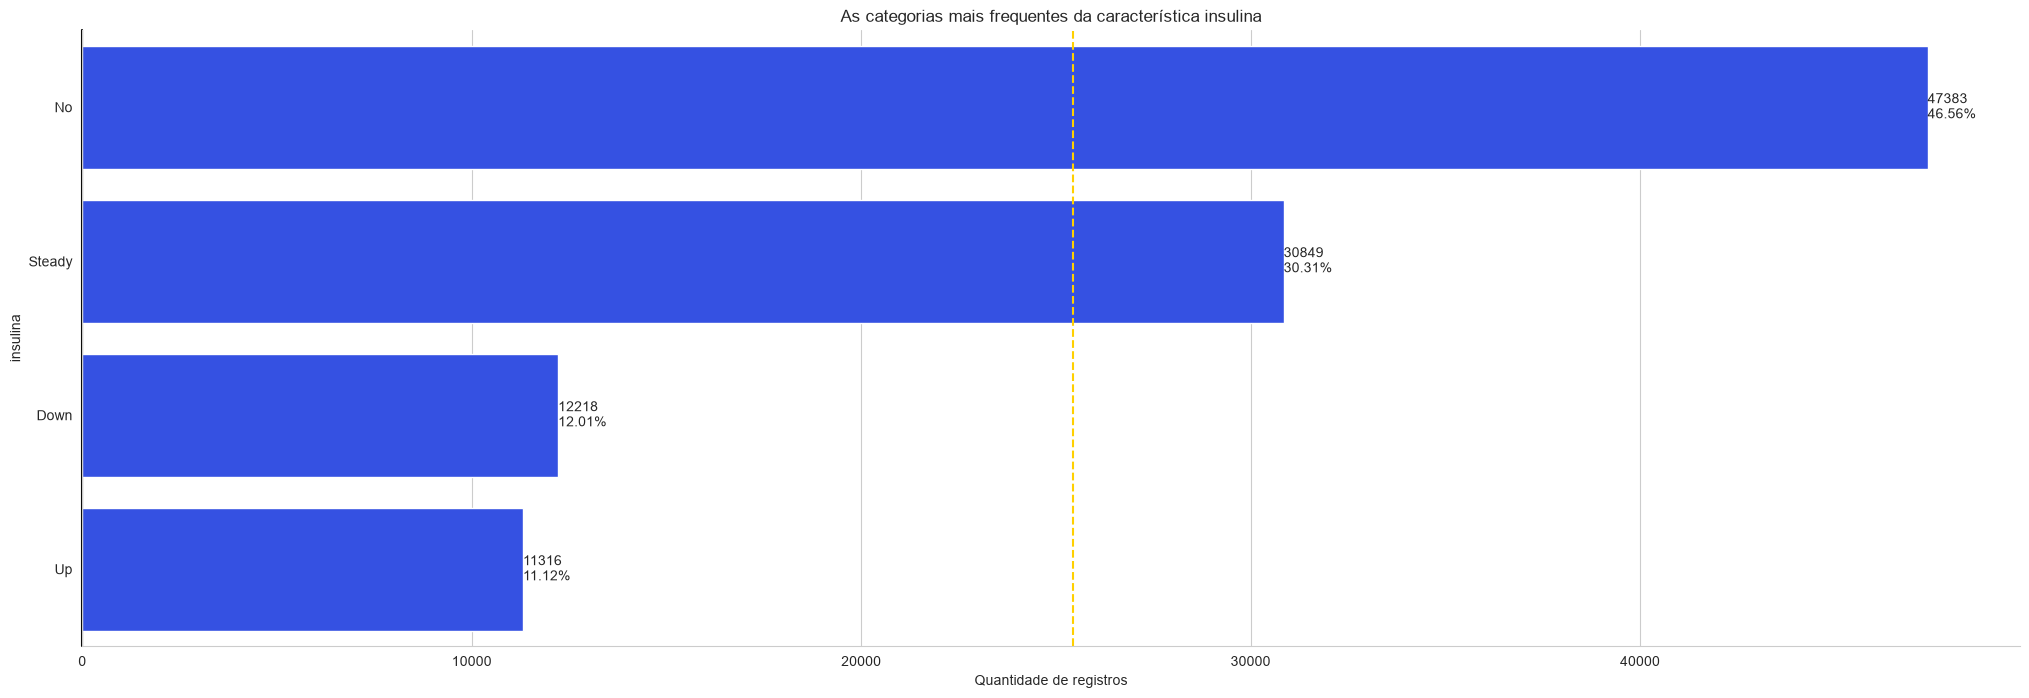 As categorias mais frequentes da característica insulina
No
47383
46.56%
Steady
30849
30.31%
Down
12218
12.01%
Up
11316
11.12%
insulina
0
10000
20000
30000
40000
Quantidade de registros